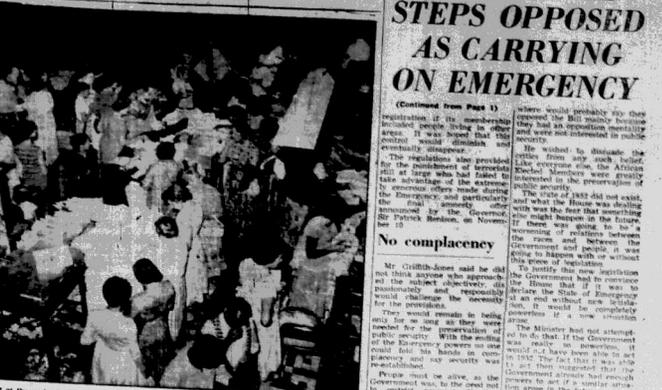 STEPS OPPOSED
AS CARRYING
ON EMERGENCY
(Continued from Page 1)
registration if its membership
included people living in other
areas. It was hoped that this
control would diminish and
eventually disappear.
The regulations also provided
for the punishment of terrorists
still at large who had failed to
take advantage of the extreme-
ly generous offers made during
the Emergency, and particularly
the final amnesty offer
announced by the Governor,
Sir Patrick Renison, on Novem-
ber 10
No complacency
Mr Griffith-Jones said he did
not think anyone who approach-
ed the subject objectively, dis
passionately and responsibly
would challenge the necessity
for the provisions.
They would remain in being
only for so long as they were
needed for the preservation of
public security. With the ending
of the Emergency powers no one
could fold his hands in com-
placency and say security was
re-established.
People must be alive, as the
Government was, to the need to
where would probably say they
opposed the Bill mainly because
they had an opposition mentality
and were not interested in public
security.
He wished to dissuade the
critics from any such belief.
Like everyone else, the African
Elected Members were greatly
interested in the preservation of
public security.
The state of 1952 did not exist,
and what the House was dealing
with was the fear that something
else might happen in the future.
If there was going to be a
worsening of relations between
the races and between the
Government and people, it was
going to happen with or without
this piece of legislation.
To justify this new legislation
the Government had to convince
the House that if it was to
declare the State of Emergency
at an end without new legisla-
tion, it would be completely
powerless if a new situation
arose.
The Minister had not attempt-
ed to do that. If the Government
was really so powerless, it
would not have been able to act
in 1952. The fact that it was able
to act then suggested that the
Government already had enough
powers to act if a similar situa-